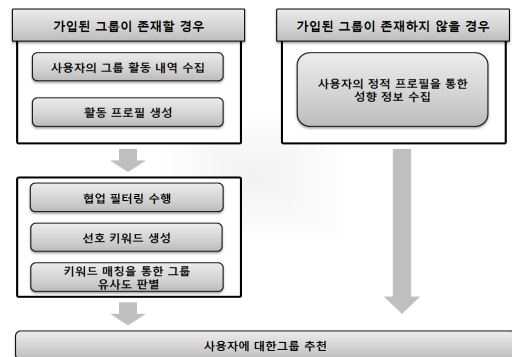 가입된 그룹이 존재할 경우
사용자의 그룹 활동 내역 수집
활동 프로필 생성
협업 필터링 수행
선호 키워드 생성
키워드 매칭을 통한 그룹
유사도 판별
가입된 그룹이 존재하지 않을 경우
사용자의 정적 프로필을 통한
성향 정보 수집
사용자에 대한그룹 추천